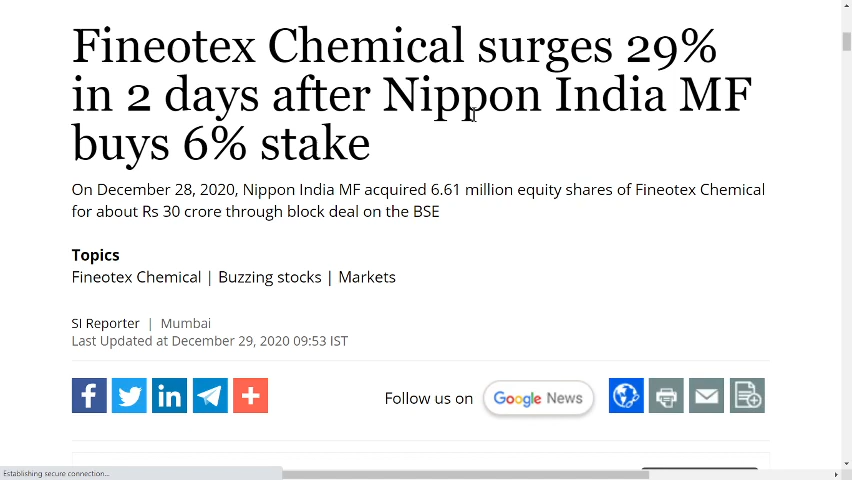 Fineotex Chemical surges 29%
in 2 days after Nippon India MF
buys 6% stake
On December 28, 2020, Nippon India MF acquired 6.61 million equity shares of Fineotex Chemical
for about Rs 30 crore through block deal on the BSE
Topics
Fineotex Chemical | Buzzing stocks | Markets
SI Reporter | Mumbai
Last Updated at December 29, 2020 09:53 IST
Follow us on Google News
Establishing secure connection...